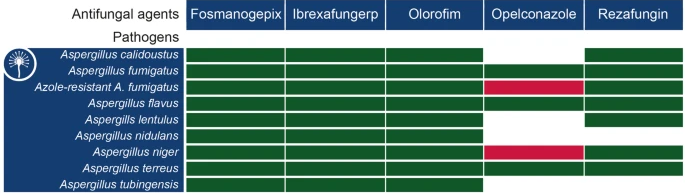 Antifungal agents Fosmanogepix Ibrexafungerp Olorofim Opelconazole Rezafungin
Pathogens
Aspergillus calidoustus
Aspergillus fumigatus
Azole-resistant A. fumigatus
Aspergillus flavus
Aspergills lentulus
Aspergillus nidulans
Aspergillus niger
Aspergillus terreus
Aspergillus tubingensis